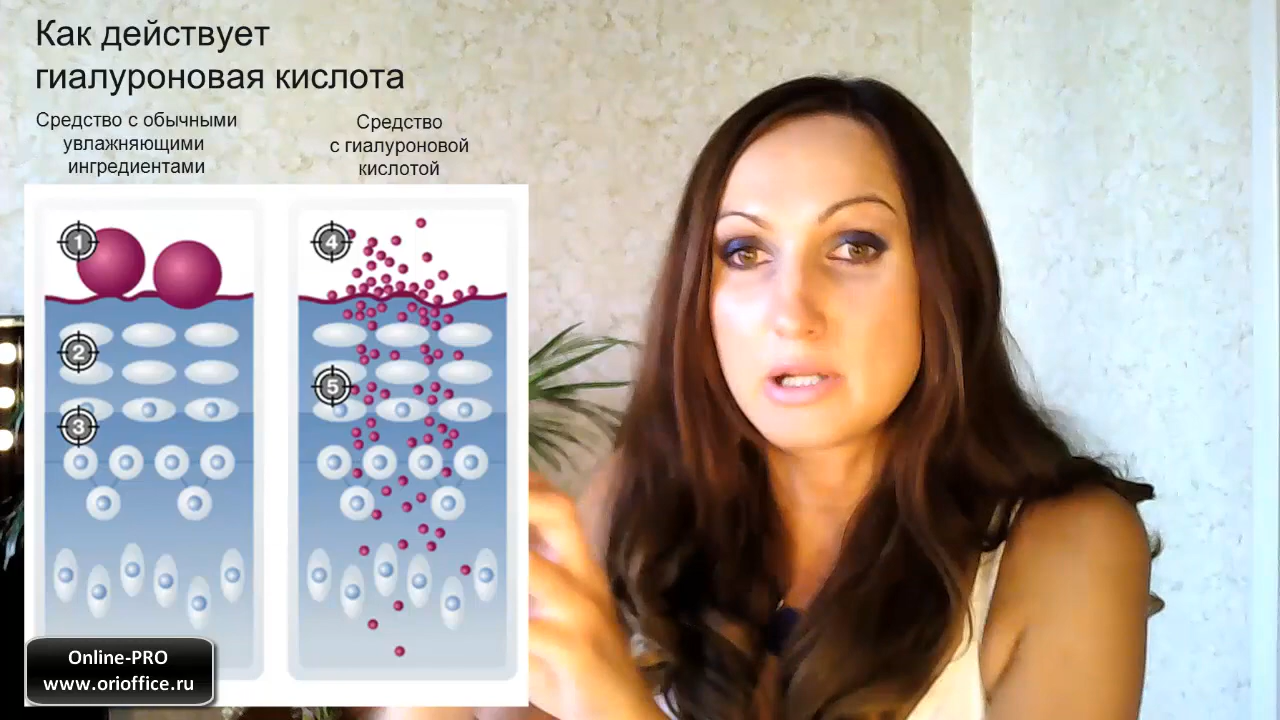 Как действует
гиалуроновая кислота
Средство с обычными
увлажняющими
ингредиентами
Средство
с гиалуроновой
кислотой
1
2
3
4
5
Online-PRO
www.orioffice.ru